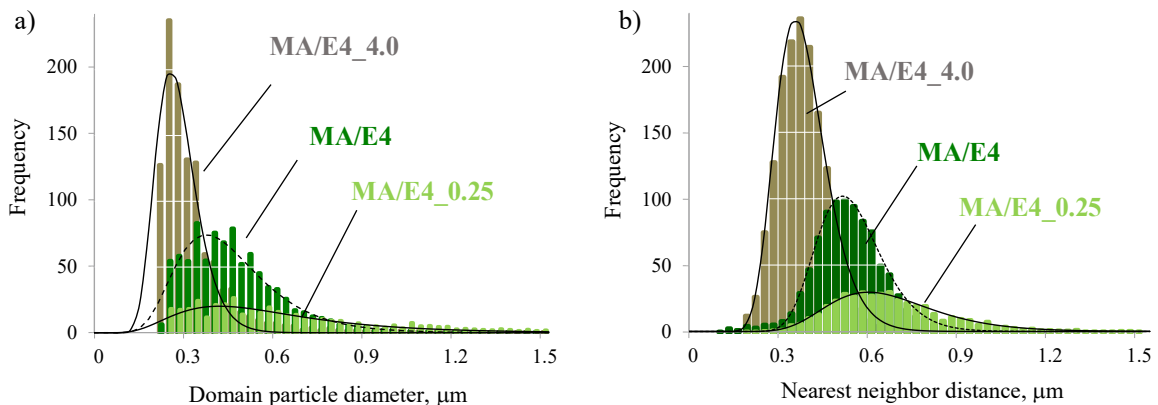 a)
MA/E4_4.0
MA/E4
MA/E4_0.25
Frequency
200
150
100
50
0
0
0.3
0.6
0.9
1.2
1.5
Domain particle diameter, μm
b)
MA/E4_4.0
MA/E4
MA/E4_0.25
Frequency
200
150
100
50
0
0
0.3
0.6
0.9
1.2
1.5
Nearest neighbor distance, μm